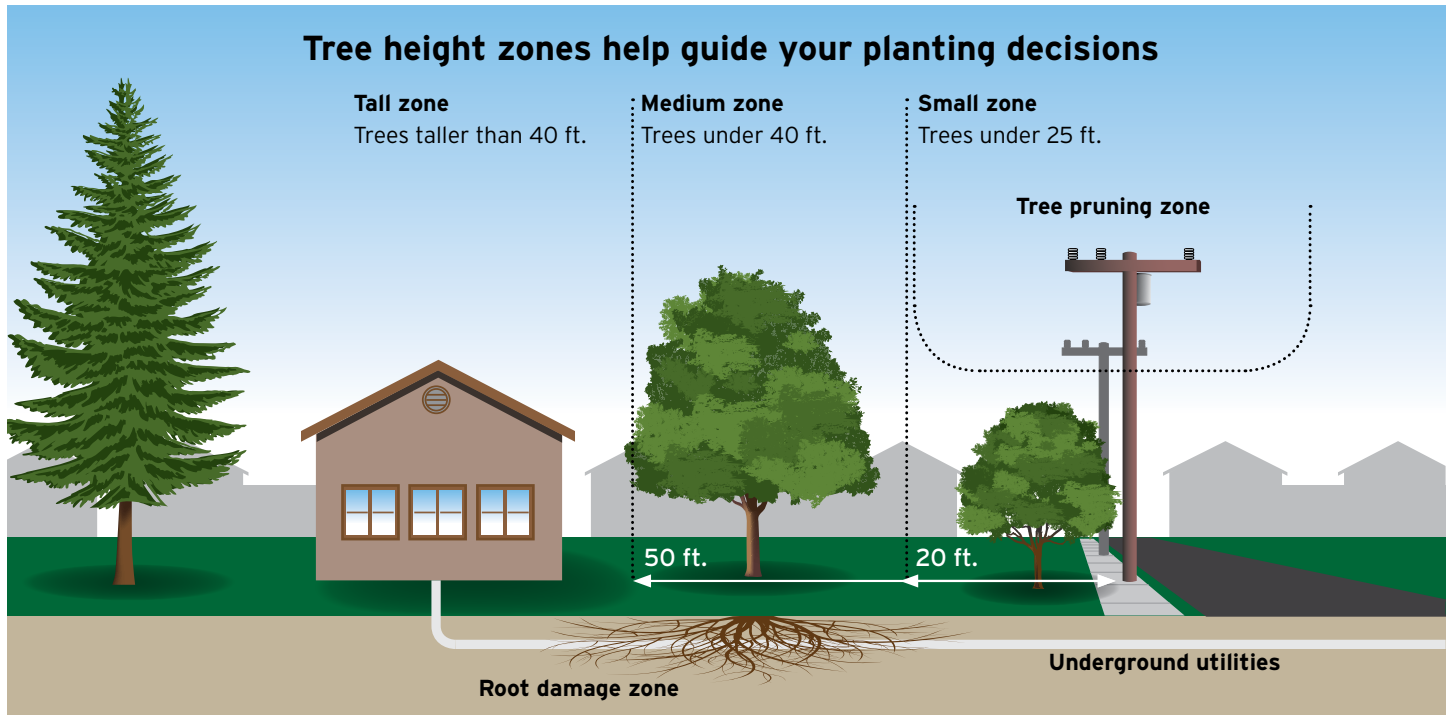 Tree height zones help guide your planting decisions
Tall zone
Trees taller than 40 ft.
Medium zone
Trees under 40 ft.
Small zone
Trees under 25 ft.
Tree pruning zone
50 ft.
20 ft.
Underground utilities
Root damage zone